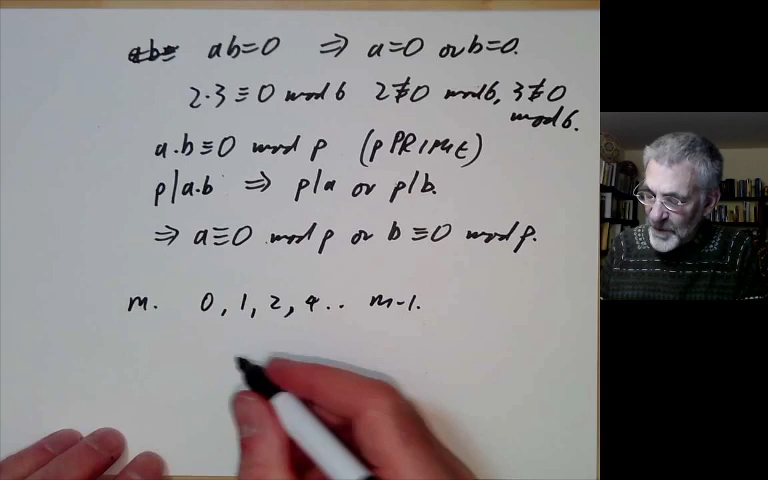 ab=0 ⇒ a=0 or b=0.
2·3 ≡ 0 mod 6 2 ≢ 0 mod 6, 3 ≢ 0
mod 6.
a.b ≡ 0 mod p (p PRIME)
p|a.b ⇒ p|a or p|b.
⇒ a ≡ 0 mod p or b ≡ 0 mod p.
m. 0, 1, 2, 4.. m-1.